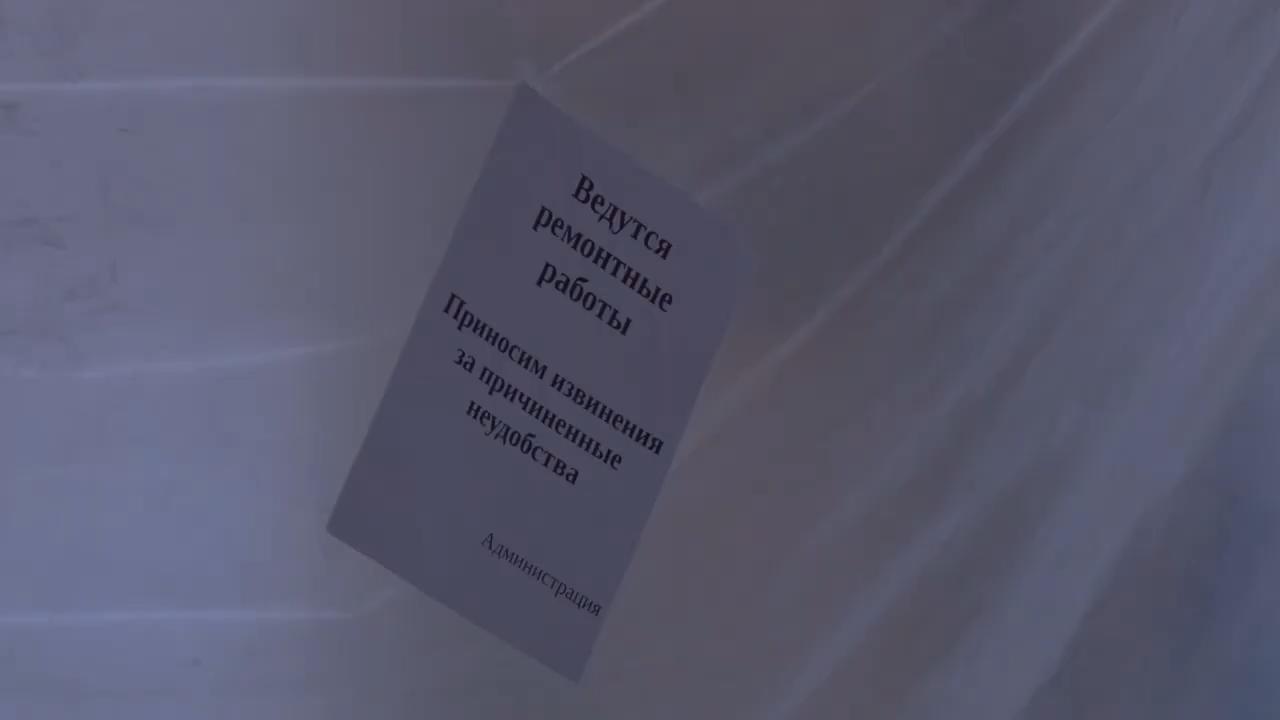 Ведутся
ремонтные
работы
Приносим извинения
за причиненные
неудобства
Администрация